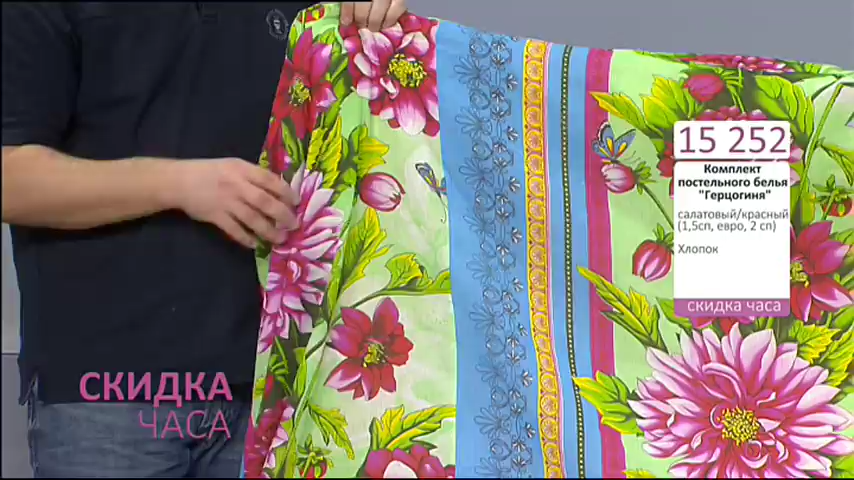 15 252
Комплект
постельного белья
"Герцогиня"
салатовый/красный
(1,5сп, евро, 2 сп)
Хлопок
скидка часа
СКИДКА
ЧАСА